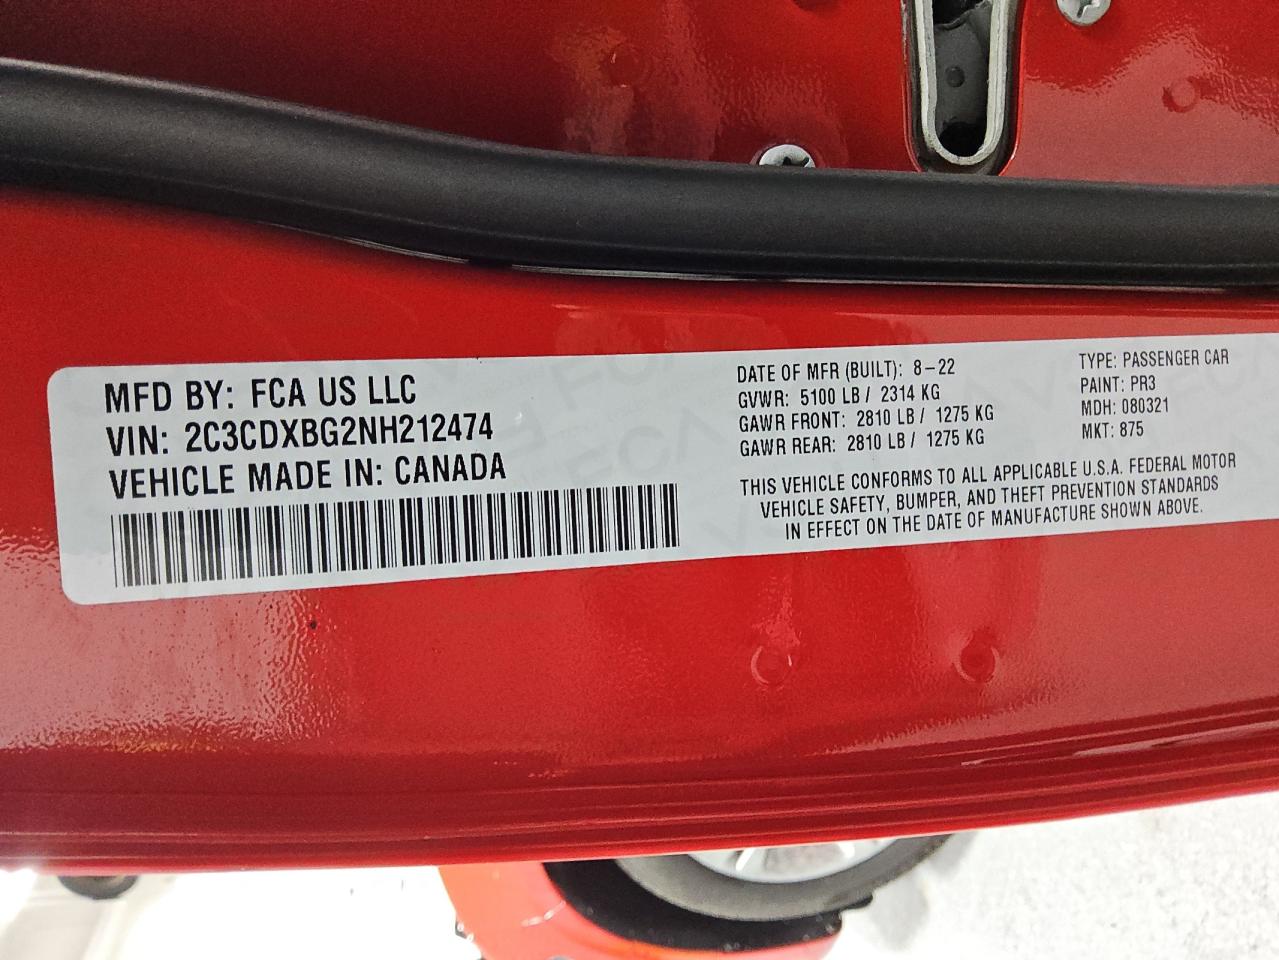 MFD BY: FCA US LLC
VIN: 2C3CDXBG2NH212474
VEHICLE MADE IN: CANADA
DATE OF MFR (BUILT): 8-22
GVWR: 5100 LB / 2314 KG
GAWR FRONT: 2810 LB / 1275 KG
GAWR REAR: 2810 LB / 1275 KG
TYPE: PASSENGER CAR
PAINT: PR3
MDH: 080321
MKT: 875
THIS VEHICLE CONFORMS TO ALL APPLICABLE U.S.A. FEDERAL MOTOR
VEHICLE SAFETY, BUMPER, AND THEFT PREVENTION STANDARDS
IN EFFECT ON THE DATE OF MANUFACTURE SHOWN ABOVE.